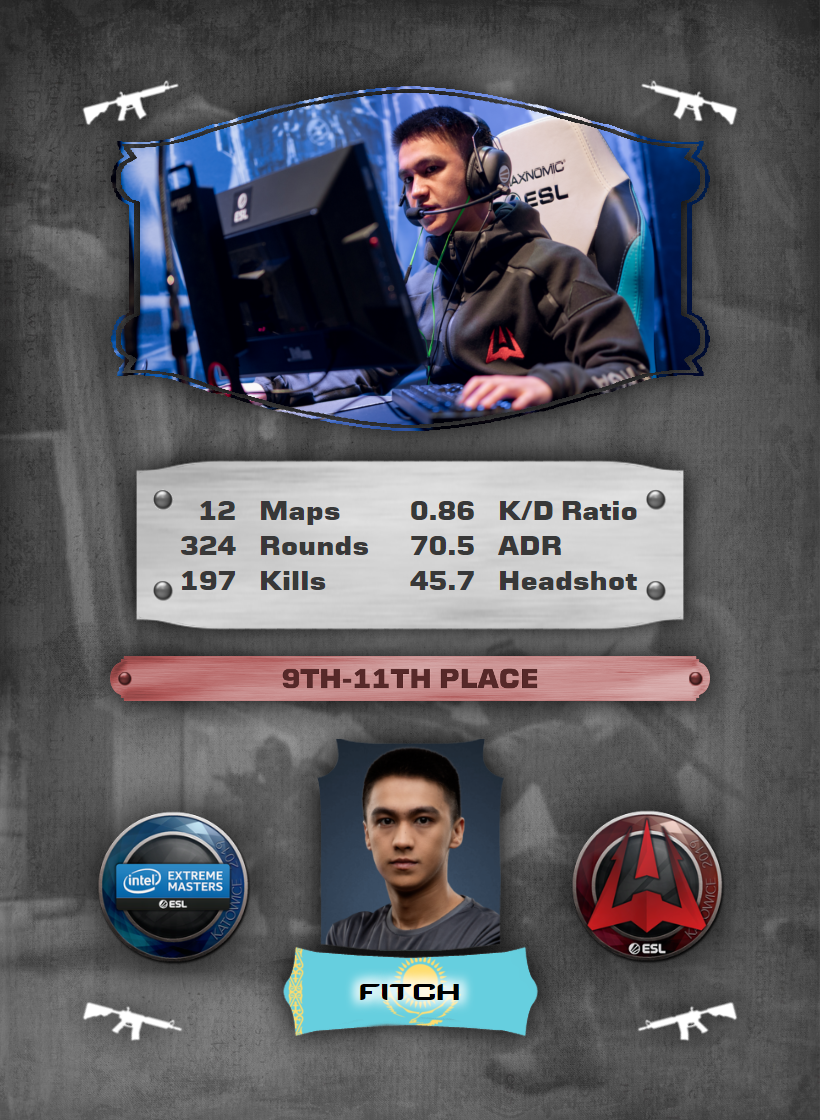 AXNOMIC
ESL
ESL
12 Maps 0.86 K/D Ratio
324 Rounds 70.5 ADR
197 Kills 45.7 Headshot
9TH-11TH PLACE
intel EXTREME
MASTERS
ESL
KATOWICE 2019
KATOWICE 2019
ESL
FITCH